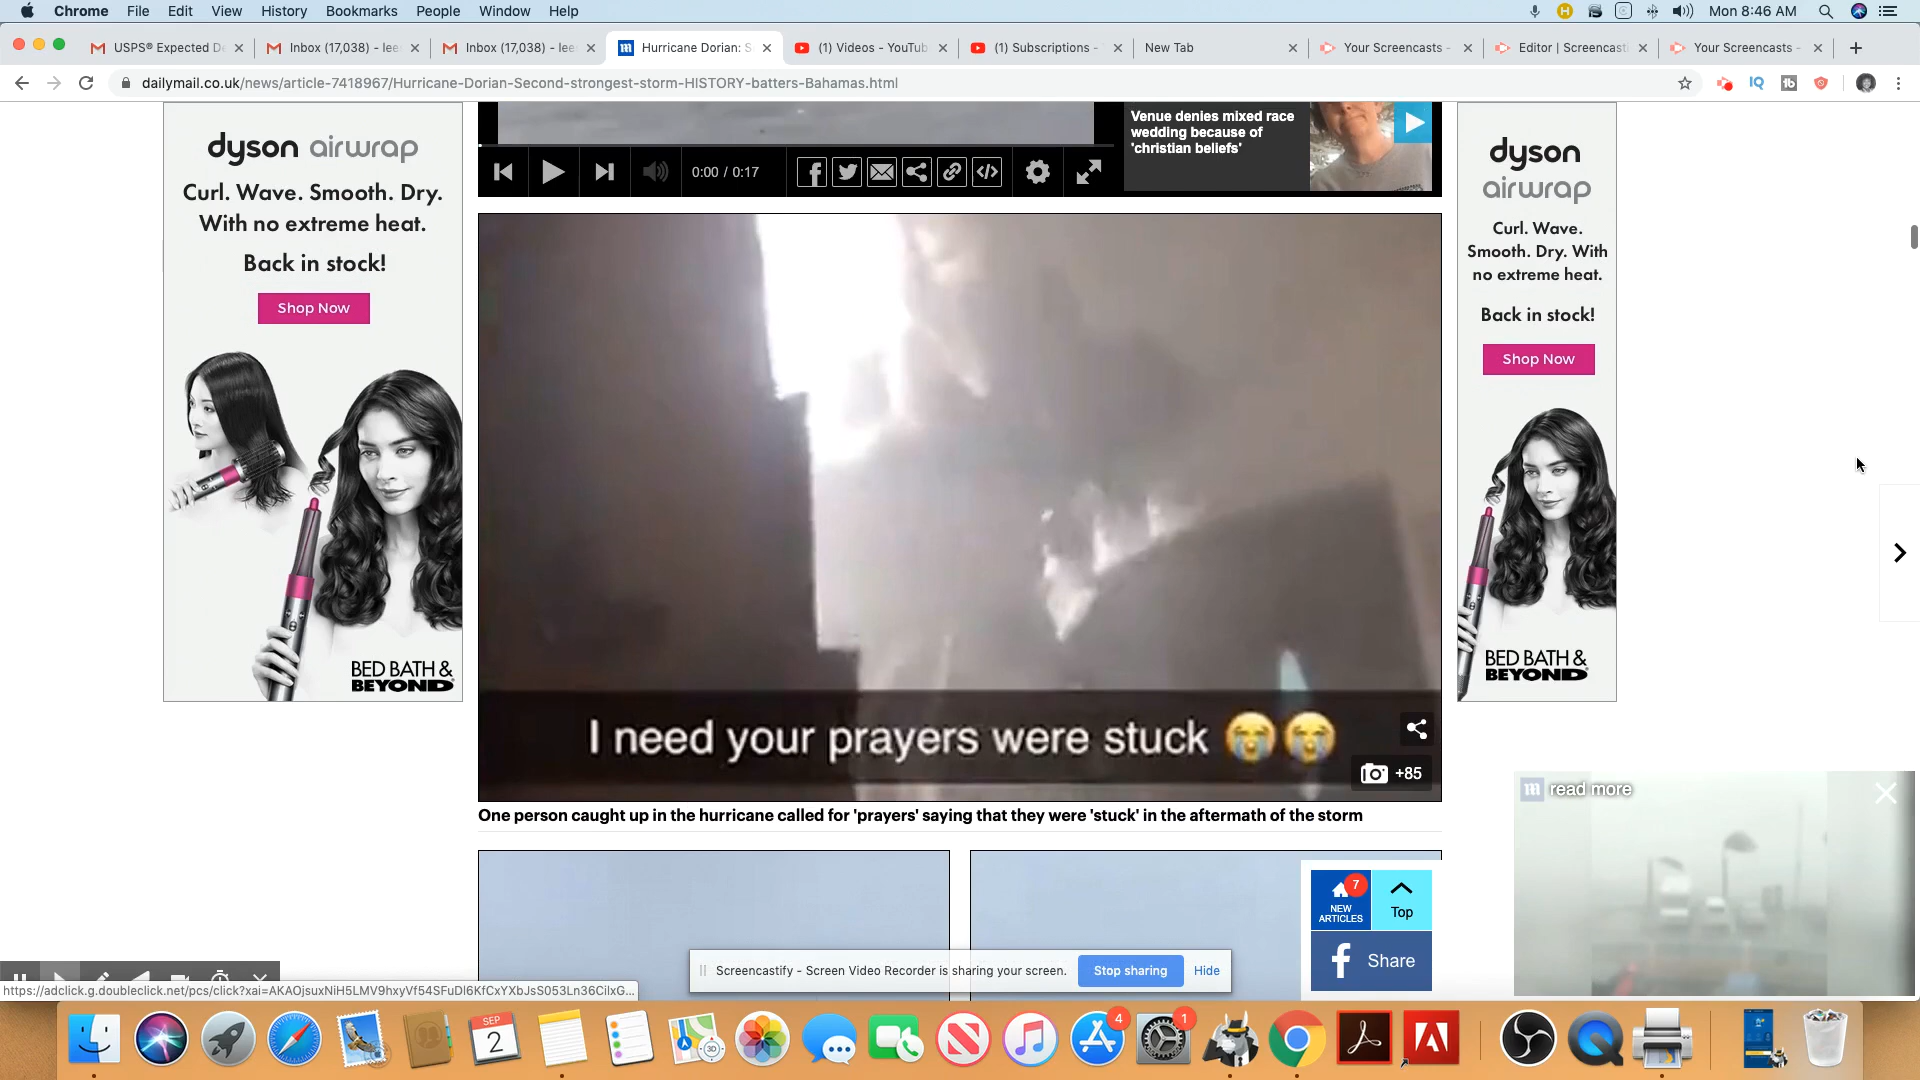 Chrome File Edit View History Bookmarks People Window Help
Mon 8:46 AM
USPS® Expected D
Inbox (17,038) - lee
Inbox (17,038) - lee
Hurricane Dorian: S
(1) Videos - YouTub
(1) Subscriptions -
New Tab
Your Screencasts -
Editor | Screencast
Your Screencasts -
dailymail.co.uk/news/article-7418967/Hurricane-Dorian-Second-strongest-storm-HISTORY-batters-Bahamas.html
dyson airwrap
Curl. Wave. Smooth. Dry.
With no extreme heat.
Back in stock!
Shop Now
BED BATH &
BEYOND
0:00 / 0:17
Venue denies mixed race
wedding because of
'christian beliefs'
I need your prayers were stuck 😭😭
+85
One person caught up in the hurricane called for 'prayers' saying that they were 'stuck' in the aftermath of the storm
dyson
airwrap
Curl. Wave.
Smooth. Dry. With
no extreme heat.
Back in stock!
Shop Now
BED BATH &
BEYOND
read more
7
NEW
ARTICLES
Top
Share
Screencastify - Screen Video Recorder is sharing your screen.
Stop sharing
Hide
SEP
2
3D
4
1